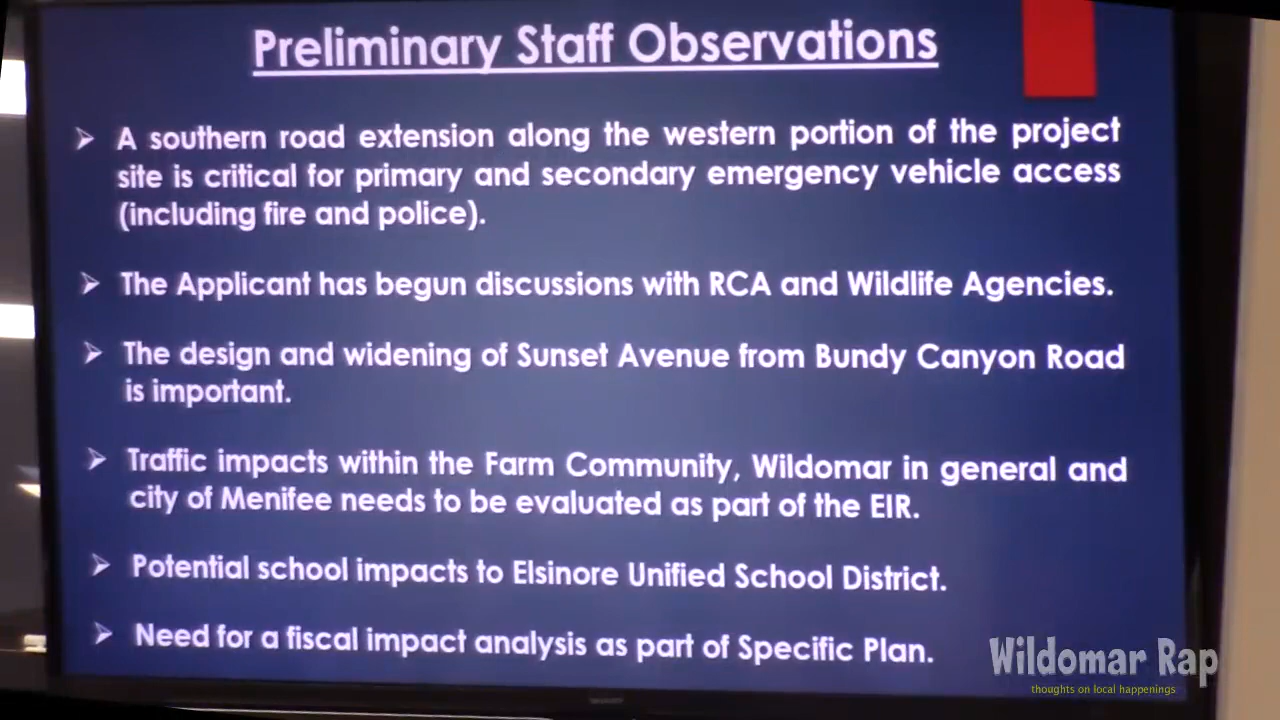 Preliminary Staff Observations
A southern road extension along the western portion of the project
site is critical for primary and secondary emergency vehicle access
(including fire and police).
The Applicant has begun discussions with RCA and Wildlife Agencies.
The design and widening of Sunset Avenue from Bundy Canyon Road
is important.
Traffic impacts within the Farm Community, Wildomar in general and
city of Menifee needs to be evaluated as part of the EIR.
Potential school impacts to Elsinore Unified School District.
Need for a fiscal impact analysis as part of Specific Plan.
Wildomar Rap
thoughts on local happenings